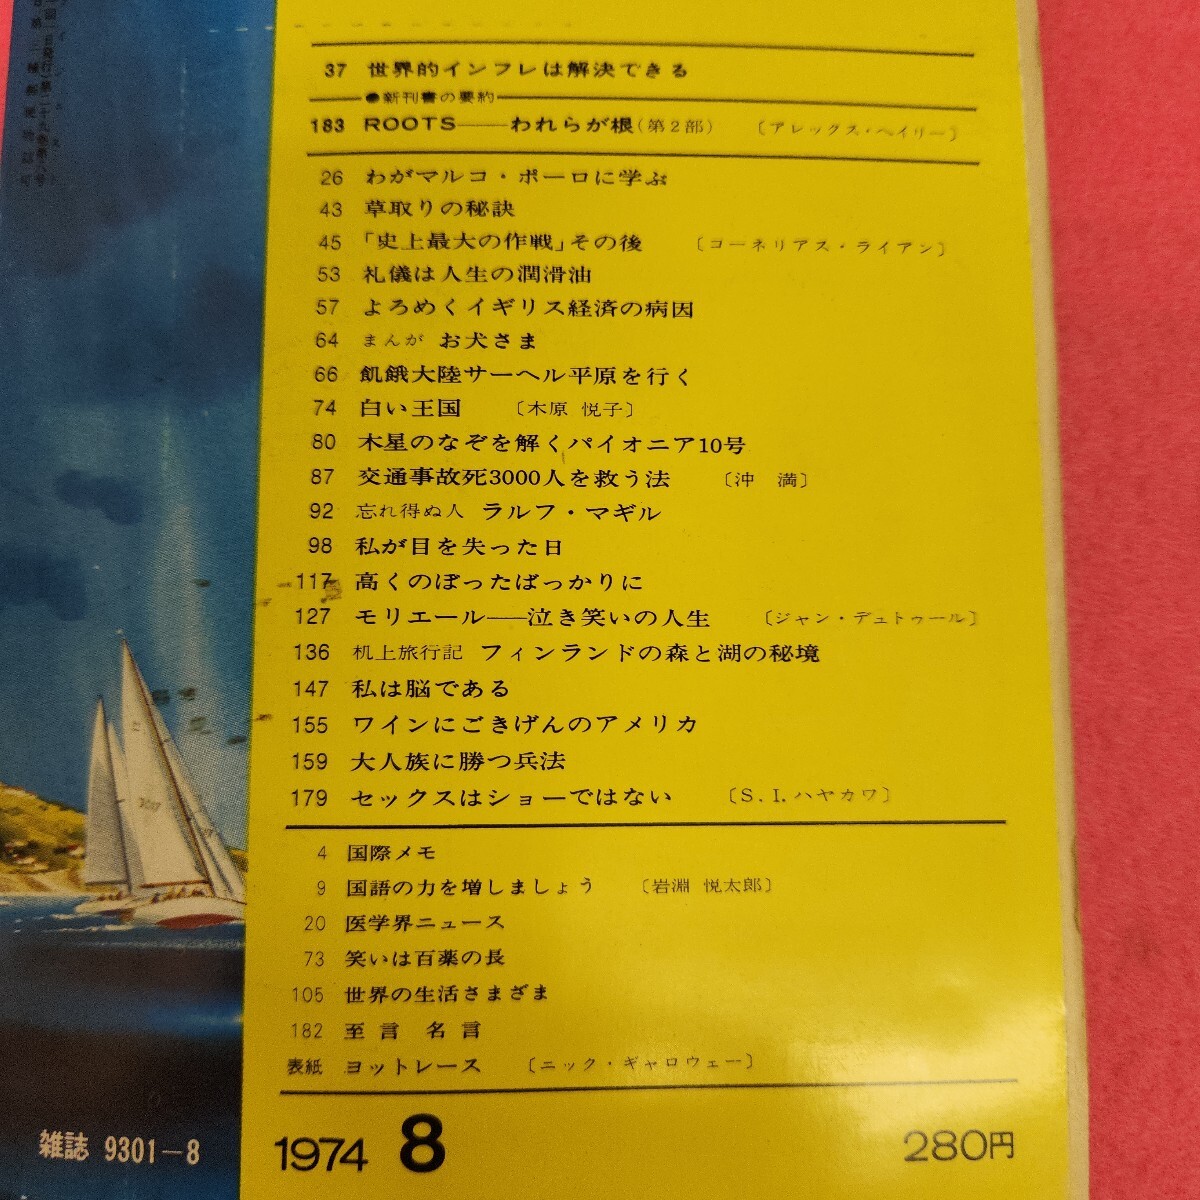 37 世界的インフレは解決できる
●新刊書の要約
183 ROOTS――われらが根(第2部) 〔アレックス・ヘイリー〕
26 わがマルコ・ポーロに学ぶ
43 草取りの秘訣
45 「史上最大の作戦」その後 〔コーネリアス・ライアン〕
53 礼儀は人生の潤滑油
57 よろめくイギリス経済の病因
64 まんが お犬さま
66 飢餓大陸サーヘル平原を行く
74 白い王国 〔木原 悦子〕
80 木星のなぞを解くパイオニア10号
87 交通事故死3000人を救う法 〔沖 満〕
92 忘れ得ぬ人 ラルフ・マギル
98 私が目を失った日
117 高くのぼったばっかりに
127 モリエール――泣き笑いの人生 〔ジャン・デュトゥール〕
136 机上旅行記 フィンランドの森と湖の秘境
147 私は脳である
155 ワインにごきげんのアメリカ
159 大人族に勝つ兵法
179 セックスはショーではない 〔S.I.ハヤカワ〕
4 国際メモ
9 国語の力を増しましょう 〔岩淵 悦太郎〕
20 医学界ニュース
73 笑いは百薬の長
105 世界の生活さまざま
182 至言 名言
表紙 ヨットレース 〔ニック・ギャロウェー〕
雑誌 9301-8
1974 8
280円